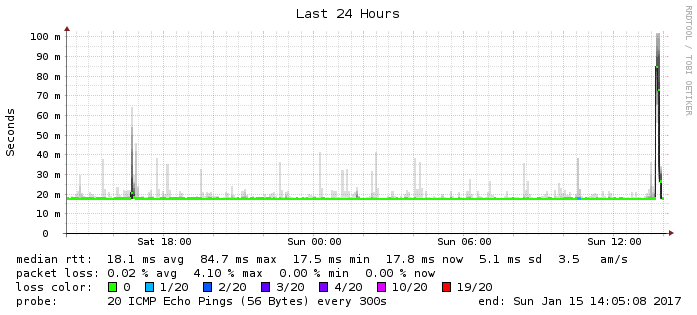 Last 24 Hours
RRDTOOL / TOBI OETIKER
Seconds
100 m
90 m
80 m
70 m
60 m
50 m
40 m
30 m
20 m
10 m
0
Sat 18:00 Sun 00:00 Sun 06:00 Sun 12:00
median rtt: 18.1 ms avg 84.7 ms max 17.5 ms min 17.8 ms now 5.1 ms sd 3.5 am/s
packet loss: 0.02 % avg 4.10 % max 0.00 % min 0.00 % now
loss color: 0 1/20 2/20 3/20 4/20 10/20 19/20
probe: 20 ICMP Echo Pings (56 Bytes) every 300s end: Sun Jan 15 14:05:08 2017